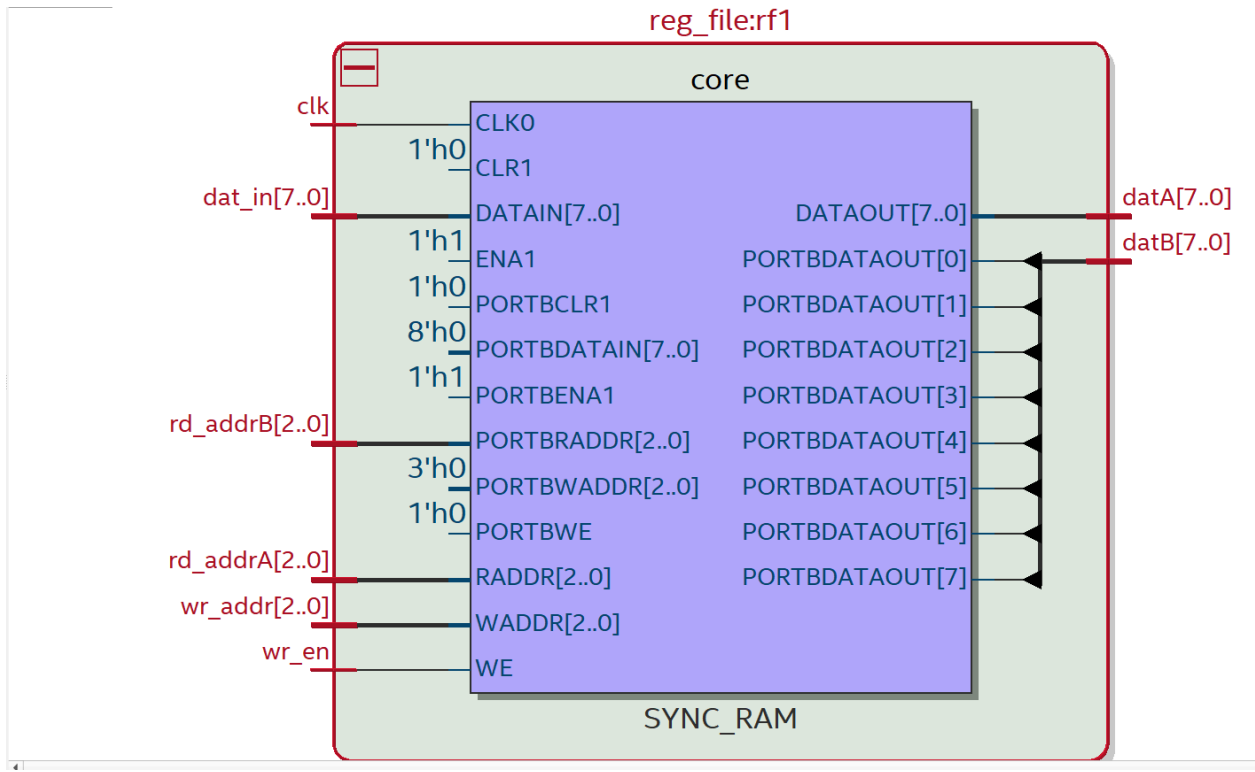 reg_file:rf1
core
clk
CLK0
1'h0
CLR1
dat_in[7..0]
DATAIN[7..0]
DATAOUT[7..0]
datA[7..0]
1'h1
ENA1
PORTBDATAOUT[0]
datB[7..0]
1'h0
PORTBCLR1
PORTBDATAOUT[1]
8'h0
PORTBDATAIN[7..0]
PORTBDATAOUT[2]
1'h1
PORTBENA1
PORTBDATAOUT[3]
rd_addrB[2..0]
PORTBRADDR[2..0]
PORTBDATAOUT[4]
3'h0
PORTBWADDR[2..0]
PORTBDATAOUT[5]
1'h0
PORTBWE
PORTBDATAOUT[6]
rd_addrA[2..0]
RADDR[2..0]
PORTBDATAOUT[7]
wr_addr[2..0]
WADDR[2..0]
wr_en
WE
SYNC_RAM